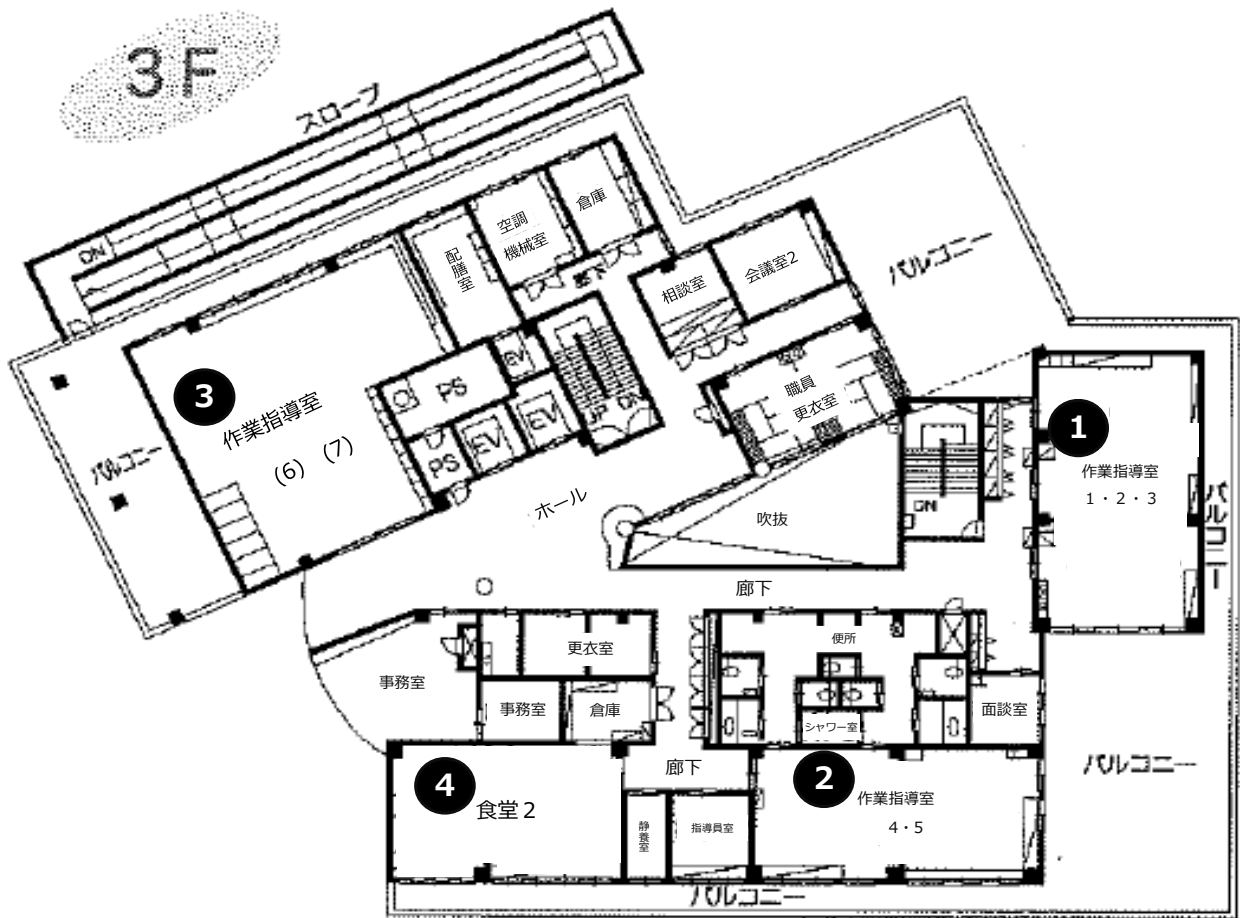 3F
スロープ
DN
倉庫
空調
機械室
配膳室
相談室
会議室2
バルコニー
職員
更衣室
EV
PS
EV
EV
PS
UP
DN
3
作業指導室
(6) (7)
バルコニー
ホール
吹抜
DN
1
作業指導室
1・2・3
バルコニー
廊下
便所
更衣室
事務室
事務室
倉庫
シャワー室
面談室
廊下
4
食堂2
静養室
指導員室
2
作業指導室
4・5
バルコニー
バルコニー